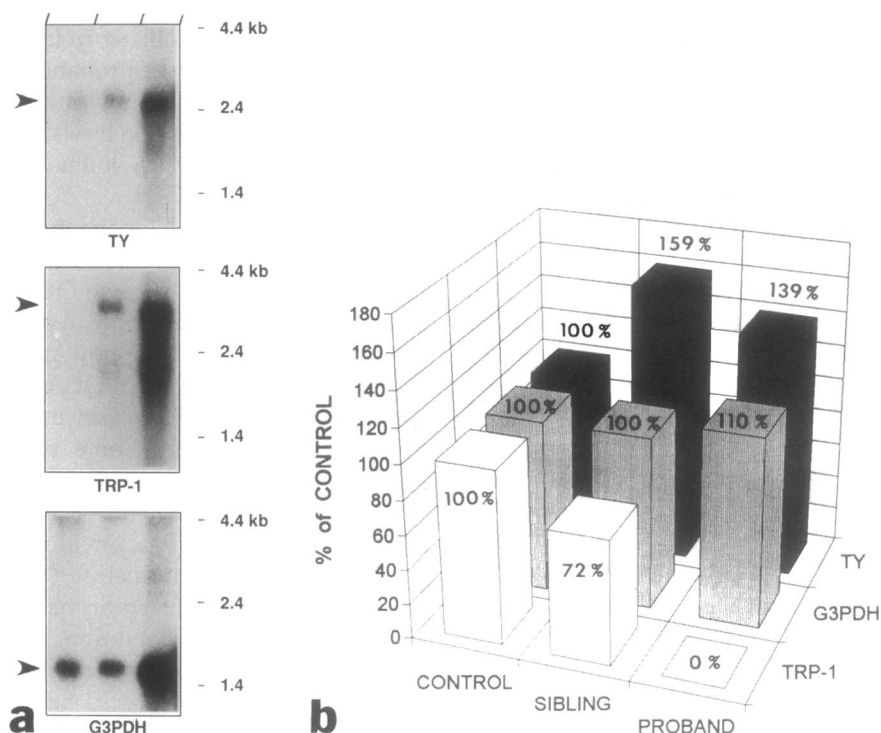 4.4 kb
2.4
1.4
TY
4.4 kb
2.4
1.4
TRP-1
4.4 kb
2.4
1.4
G3PDH
a
% of CONTROL
180
160
140
120
100
80
60
40
20
0
100%
159%
139%
100%
100%
110%
100%
72%
0%
CONTROL
SIBLING
PROBAND
TY
G3PDH
TRP-1
b